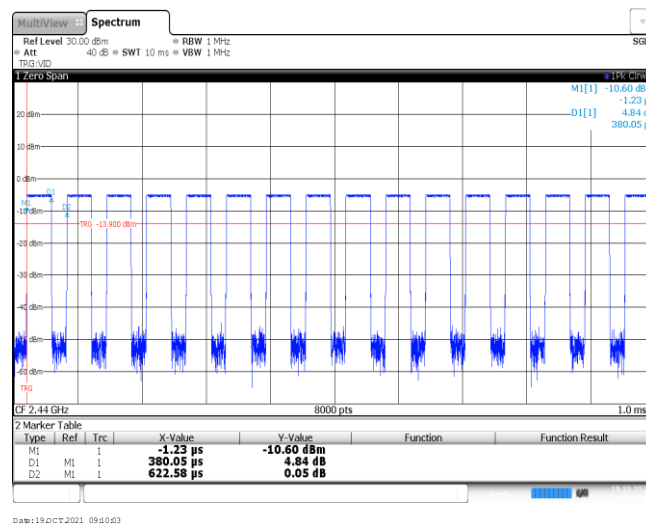 MultiView Spectrum
Ref Level 30.00 dBm RBW 1 MHz SGL
Att 40 dB SWT 10 ms VBW 1 MHz
TRG:VID
1 Zero Span 1Pk Clrw
M1[1] -10.60 dB
-1.23
D1[1] 4.84
380.05
20 dBm
10 dBm
0 dBm
D1
M1
D2
-10 dBm
TRG -13.900 dBm
-20 dBm
-30 dBm
-40 dBm
-50 dBm
-60 dBm
TRG
CF 2.44 GHz 8000 pts 1.0 ms
2 Marker Table
Type Ref Trc X-Value Y-Value Function Function Result
M1 1 -1.23 µs -10.60 dBm
D1 M1 1 380.05 µs 4.84 dB
D2 M1 1 622.58 µs 0.05 dB
Date:19.OCT.2021 09:10:03